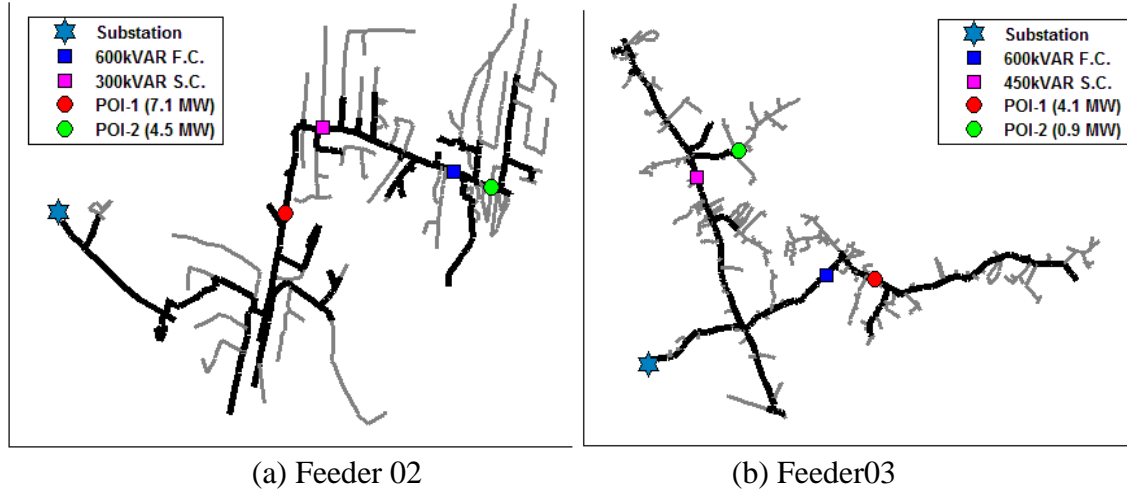 Substation
600kVAR F.C.
300kVAR S.C.
POI-1 (7.1 MW)
POI-2 (4.5 MW)
Substation
600kVAR F.C.
450kVAR S.C.
POI-1 (4.1 MW)
POI-2 (0.9 MW)
(a) Feeder 02
(b) Feeder03